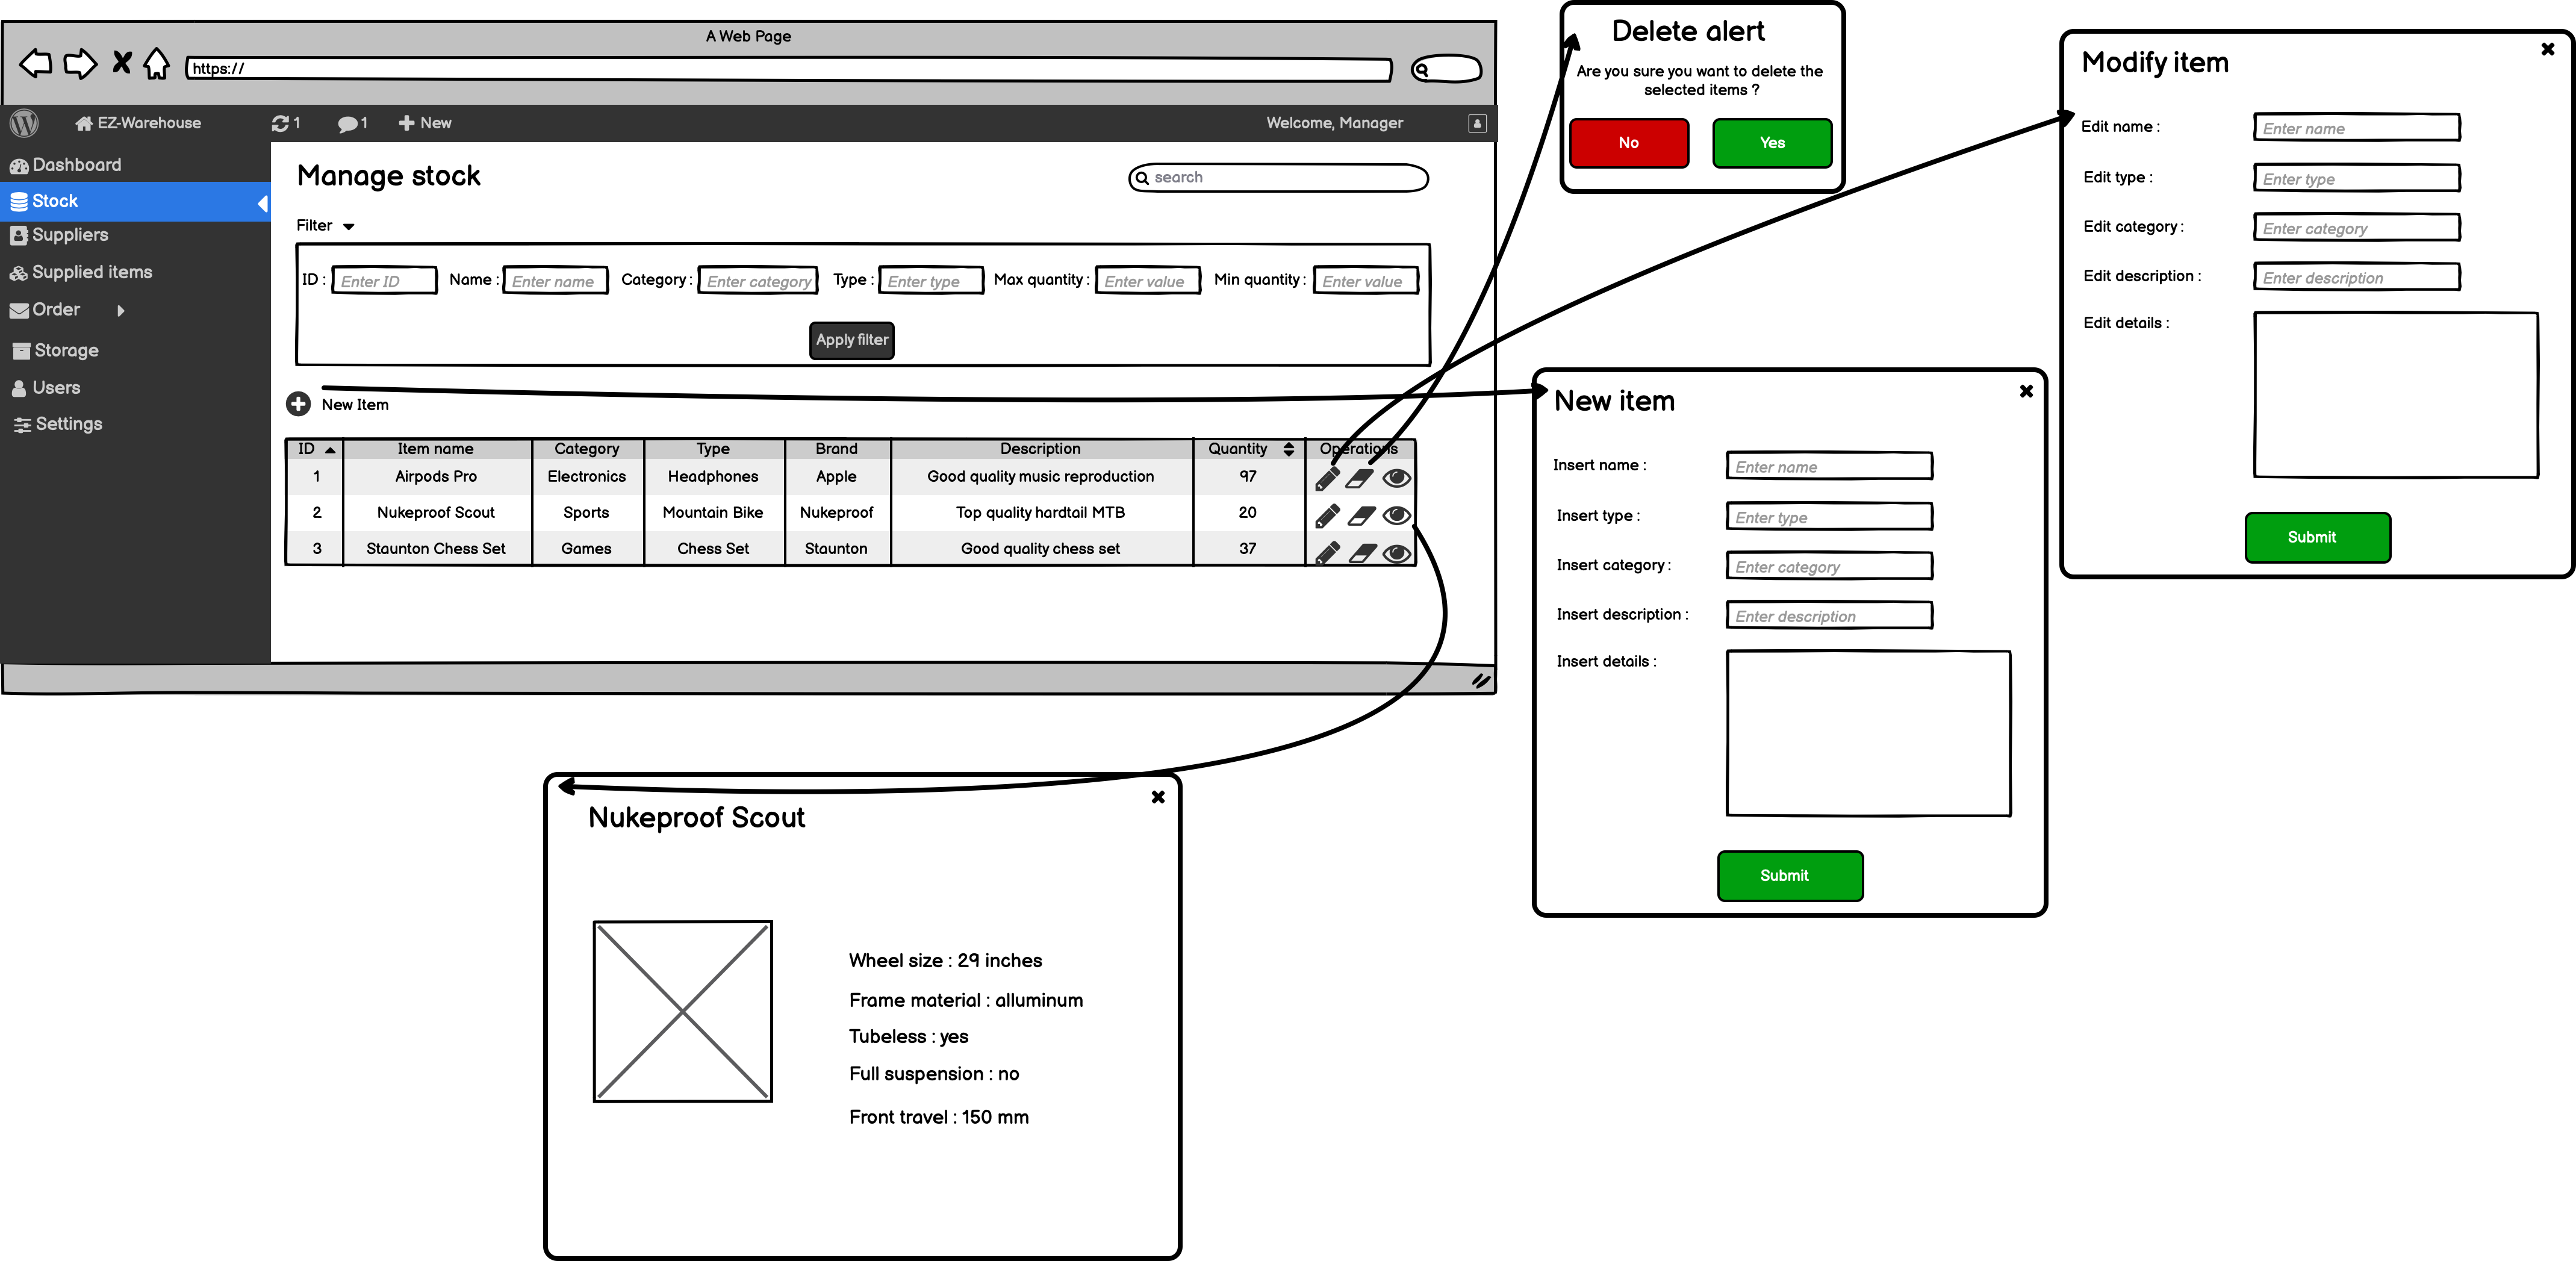 A Web Page
https://
EZ-Warehouse 1 1 New Welcome, Manager
Dashboard
Stock
Suppliers
Supplied items
Order
Storage
Users
Settings
Manage stock
search
Filter
ID : Enter ID Name : Enter name Category : Enter category Type : Enter type Max quantity : Enter value Min quantity : Enter value
Apply filter
New Item
ID Item name Category Type Brand Description Quantity Operations
1 Airpods Pro Electronics Headphones Apple Good quality music reproduction 97
2 Nukeproof Scout Sports Mountain Bike Nukeproof Top quality hardtail MTB 20
3 Staunton Chess Set Games Chess Set Staunton Good quality chess set 37
Delete alert
Are you sure you want to delete the
selected items ?
No Yes
Modify item
Edit name : Enter name
Edit type : Enter type
Edit category : Enter category
Edit description : Enter description
Edit details :
Submit
New item
Insert name : Enter name
Insert type : Enter type
Insert category : Enter category
Insert description : Enter description
Insert details :
Submit
Nukeproof Scout
Wheel size : 29 inches
Frame material : alluminum
Tubeless : yes
Full suspension : no
Front travel : 150 mm